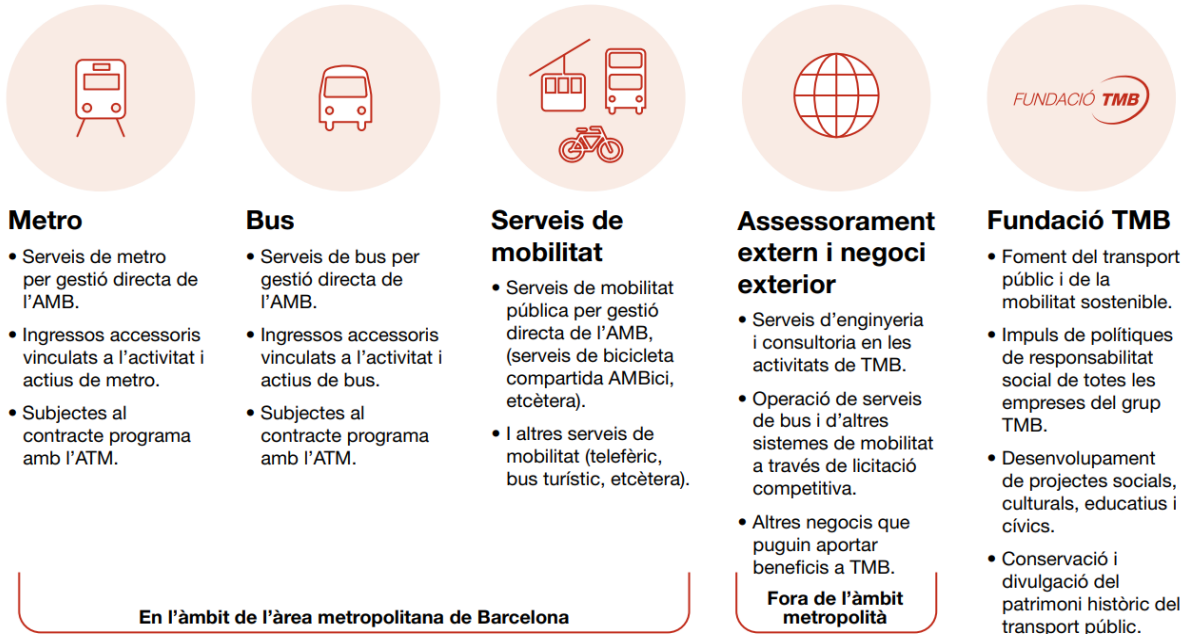 FUNDACIÓ TMB
Metro
• Serveis de metro
per gestió directa de
l’AMB.
• Ingressos accessoris
vinculats a l’activitat i
actius de metro.
• Subjectes al
contracte programa
amb l’ATM.
Bus
• Serveis de bus per
gestió directa de
l’AMB.
• Ingressos accessoris
vinculats a l’activitat i
actius de bus.
• Subjectes al
contracte programa
amb l’ATM.
Serveis de
mobilitat
• Serveis de mobilitat
pública per gestió
directa de l’AMB,
(serveis de bicicleta
compartida AMBici,
etcètera).
• I altres serveis de
mobilitat (telefèric,
bus turístic, etcètera).
En l’àmbit de l’àrea metropolitana de Barcelona
Assessorament
extern i negoci
exterior
• Serveis d’enginyeria
i consultoria en les
activitats de TMB.
• Operació de serveis
de bus i d’altres
sistemes de mobilitat
a través de licitació
competitiva.
• Altres negocis que
puguin aportar
beneficis a TMB.
Fora de l’àmbit
metropolità
Fundació TMB
• Foment del transport
públic i de la
mobilitat sostenible.
• Impuls de polítiques
de responsabilitat
social de totes les
empreses del grup
TMB.
• Desenvolupament
de projectes socials,
culturals, educatius i
cívics.
• Conservació i
divulgació del
patrimoni històric del
transport públic.